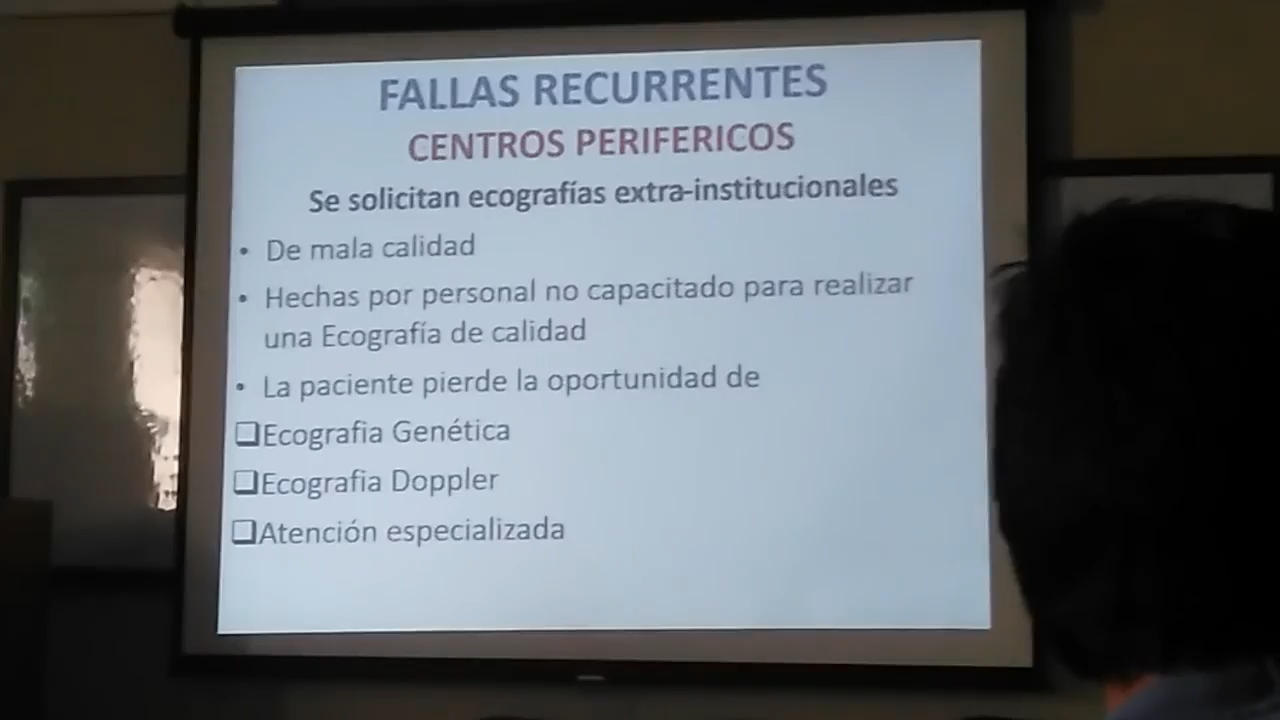 FALLAS RECURRENTES
CENTROS PERIFERICOS
Se solicitan ecografías extra-institucionales
• De mala calidad
• Hechas por personal no capacitado para realizar
una Ecografía de calidad
• La paciente pierde la oportunidad de
❑Ecografia Genética
❑Ecografia Doppler
❑Atención especializada